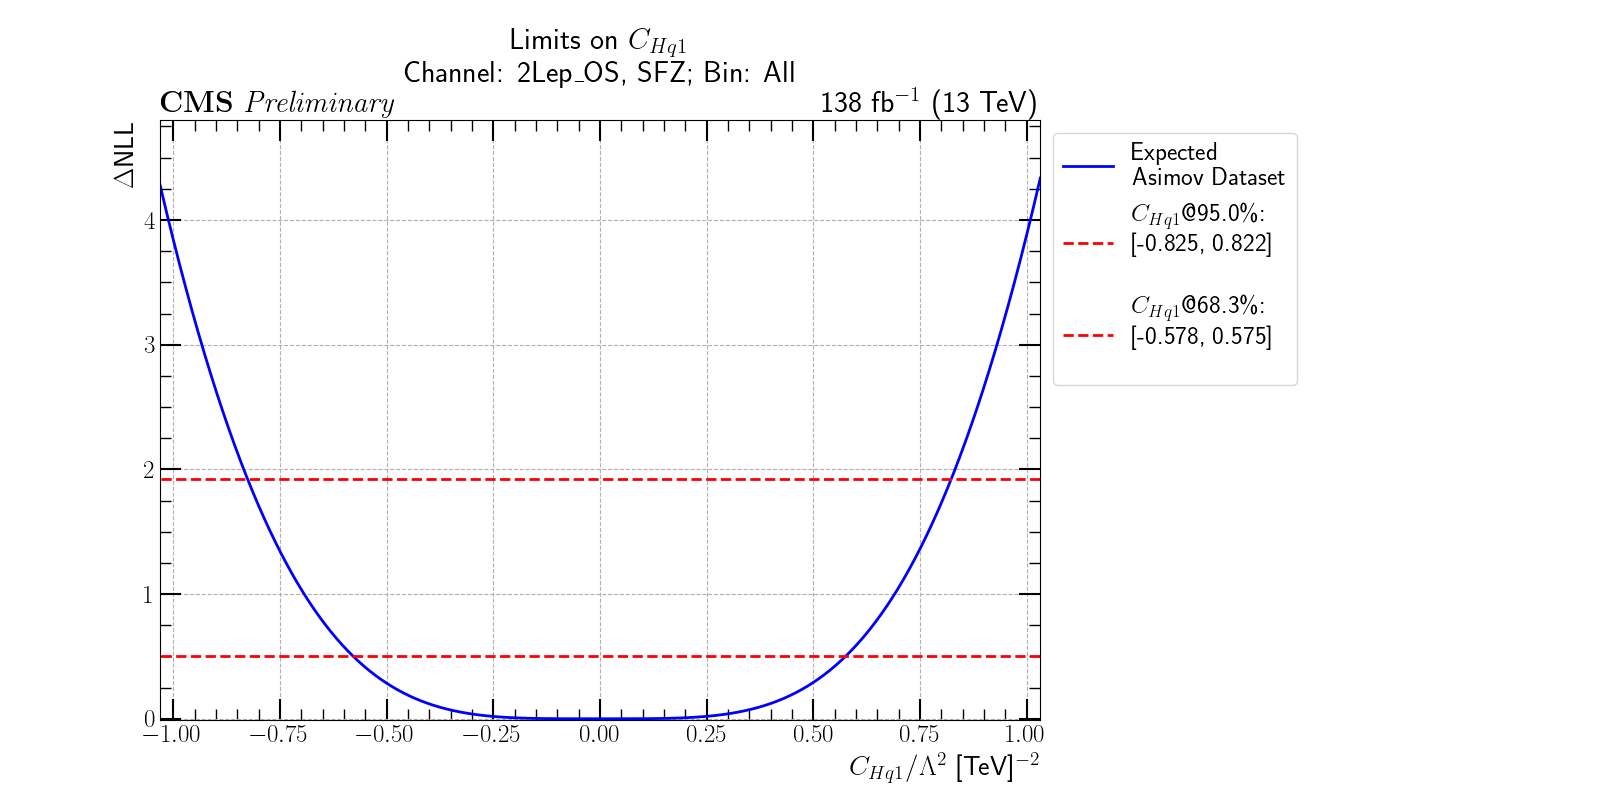 Limits on C_{Hq1}
Channel: 2Lep_OS, SFZ; Bin: All
CMS Preliminary
138 fb^{−1} (13 TeV)
ΔNLL
4
3
2
1
0
−1.00 −0.75 −0.50 −0.25 0.00 0.25 0.50 0.75 1.00
C_{Hq1}/Λ^2 [TeV]^{−2}
Expected
Asimov Dataset
C_{Hq1}@95.0%:
[-0.825, 0.822]
C_{Hq1}@68.3%:
[-0.578, 0.575]